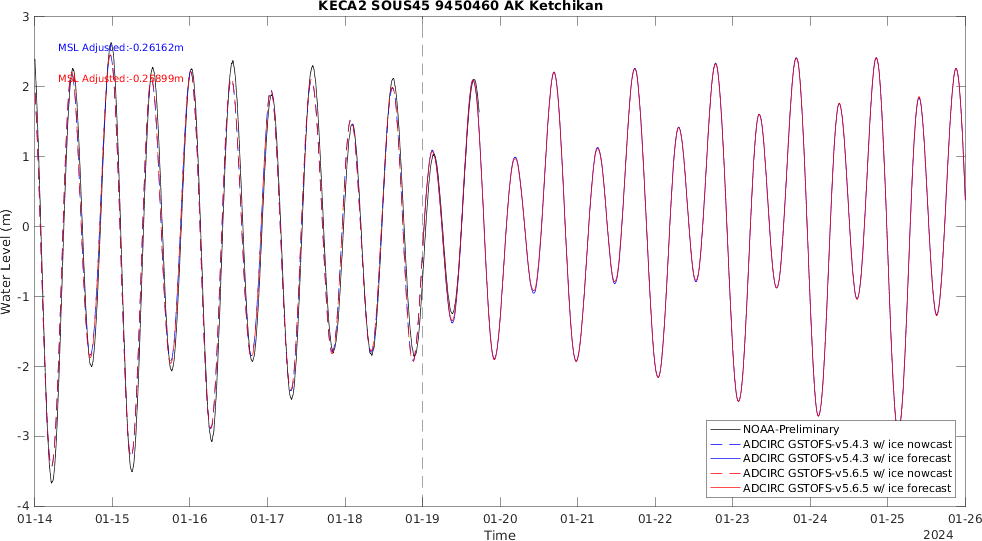 KECA2 SOUS45 9450460 AK Ketchikan
MSL Adjusted:-0.26162m
MSL Adjusted:-0.25899m
Water Level (m)
3
2
1
0
-1
-2
-3
-4
01-14 01-15 01-16 01-17 01-18 01-19 01-20 01-21 01-22 01-23 01-24 01-25 01-26
Time
2024
NOAA-Preliminary
ADCIRC GSTOFS-v5.4.3 w/ ice nowcast
ADCIRC GSTOFS-v5.4.3 w/ ice forecast
ADCIRC GSTOFS-v5.6.5 w/ ice nowcast
ADCIRC GSTOFS-v5.6.5 w/ ice forecast